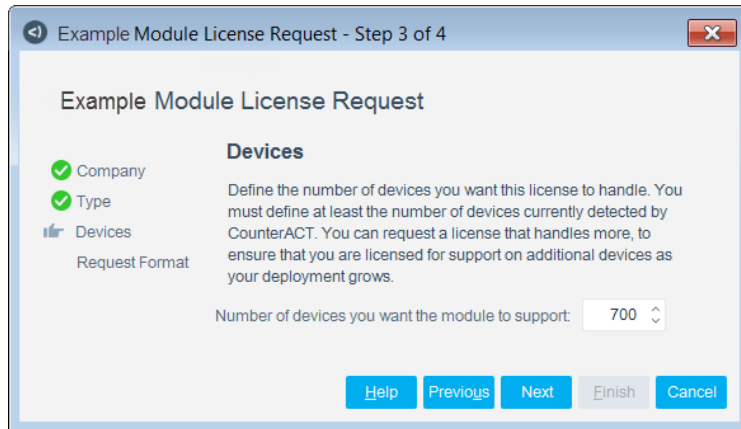 Example Module License Request - Step 3 of 4
Example Module License Request
Company
Type
Devices
Request Format
Devices
Define the number of devices you want this license to handle. You
must define at least the number of devices currently detected by
CounterACT. You can request a license that handles more, to
ensure that you are licensed for support on additional devices as
your deployment grows.
Number of devices you want the module to support: 700
Help Previous Next Finish Cancel